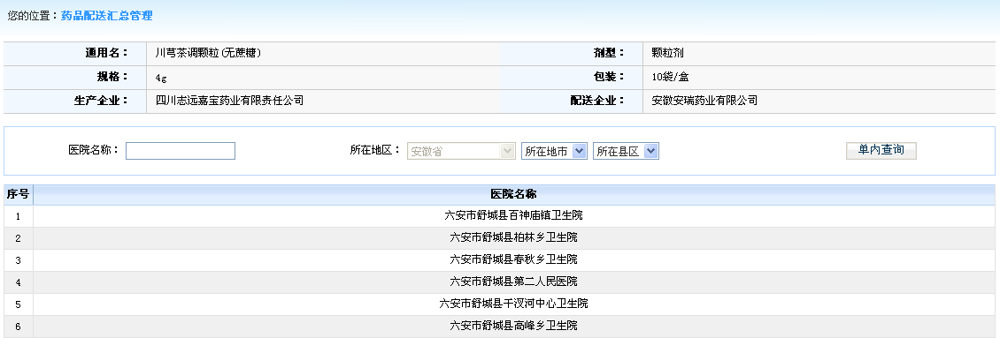 您的位置：药品配送汇总管理
通用名： 川芎茶调颗粒(无蔗糖) 剂型： 颗粒剂
规格： 4g 包装： 10袋/盒
生产企业： 四川志远嘉宝药业有限责任公司 配送企业： 安徽安瑞药业有限公司
医院名称： 所在地区： 安徽省 所在地市 所在县区 单内查询
序号 医院名称
1 六安市舒城县百神庙镇卫生院
2 六安市舒城县柏林乡卫生院
3 六安市舒城县春秋乡卫生院
4 六安市舒城县第二人民医院
5 六安市舒城县干汊河中心卫生院
6 六安市舒城县高峰乡卫生院